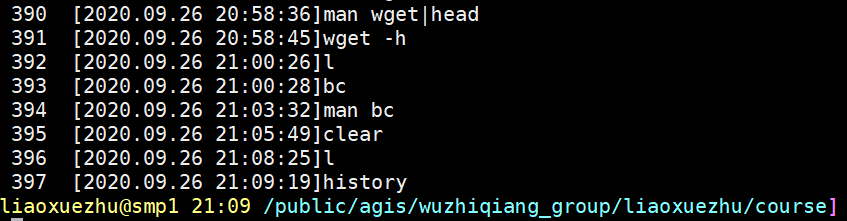 390 [2020.09.26 20:58:36]man wget|head
391 [2020.09.26 20:58:45]wget -h
392 [2020.09.26 21:00:26]l
393 [2020.09.26 21:00:28]bc
394 [2020.09.26 21:03:32]man bc
395 [2020.09.26 21:05:49]clear
396 [2020.09.26 21:08:25]l
397 [2020.09.26 21:09:19]history
liaoxuezhu@smp1 21:09 /public/agis/wuzhiqiang_group/liaoxuezhu/course]